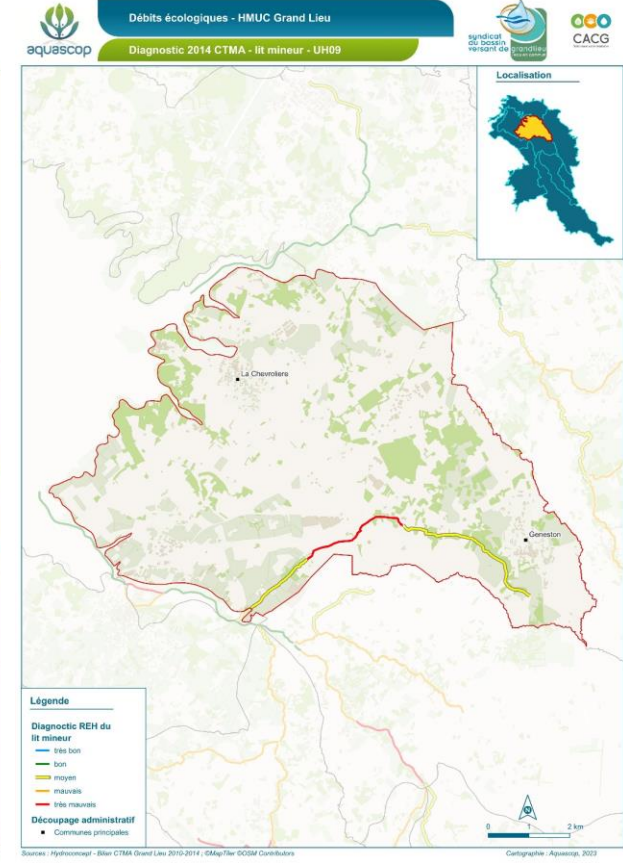 aquascop
Débits écologiques - HMUC Grand Lieu
Diagnostic 2014 CTMA - lit mineur - UH09
syndicat
du bassin
versant de grandlieu
CACG
Localisation
La Chevroliere
Geneston
Légende
Diagnoctic REH du
lit mineur
très bon
bon
moyen
mauvais
très mauvais
Découpage administratif
Communes principales
N
0 1 2 km
Sources : Hydroconcept - Bilan CTMA Grand Lieu 2010-2014 ; ©MapTiler ©OSM Contributors
Cartographie : Aquascop, 2023